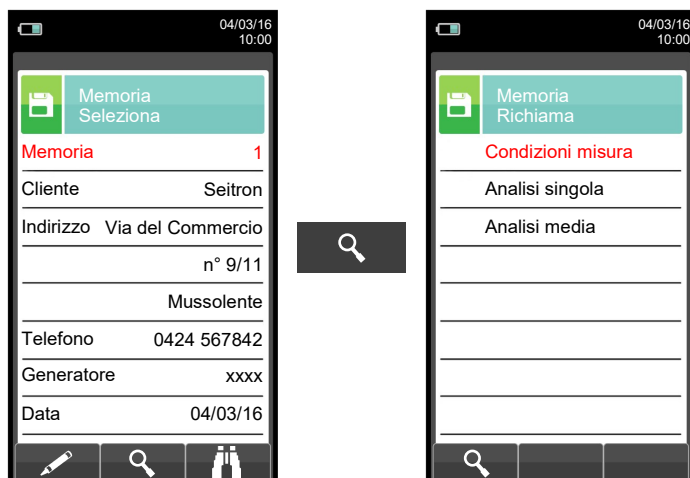 04/03/16
10:00
Memoria
Seleziona
Memoria 1
Cliente Seitron
Indirizzo Via del Commercio
n° 9/11
Mussolente
Telefono 0424 567842
Generatore xxxx
Data 04/03/16
04/03/16
10:00
Memoria
Richiama
Condizioni misura
Analisi singola
Analisi media